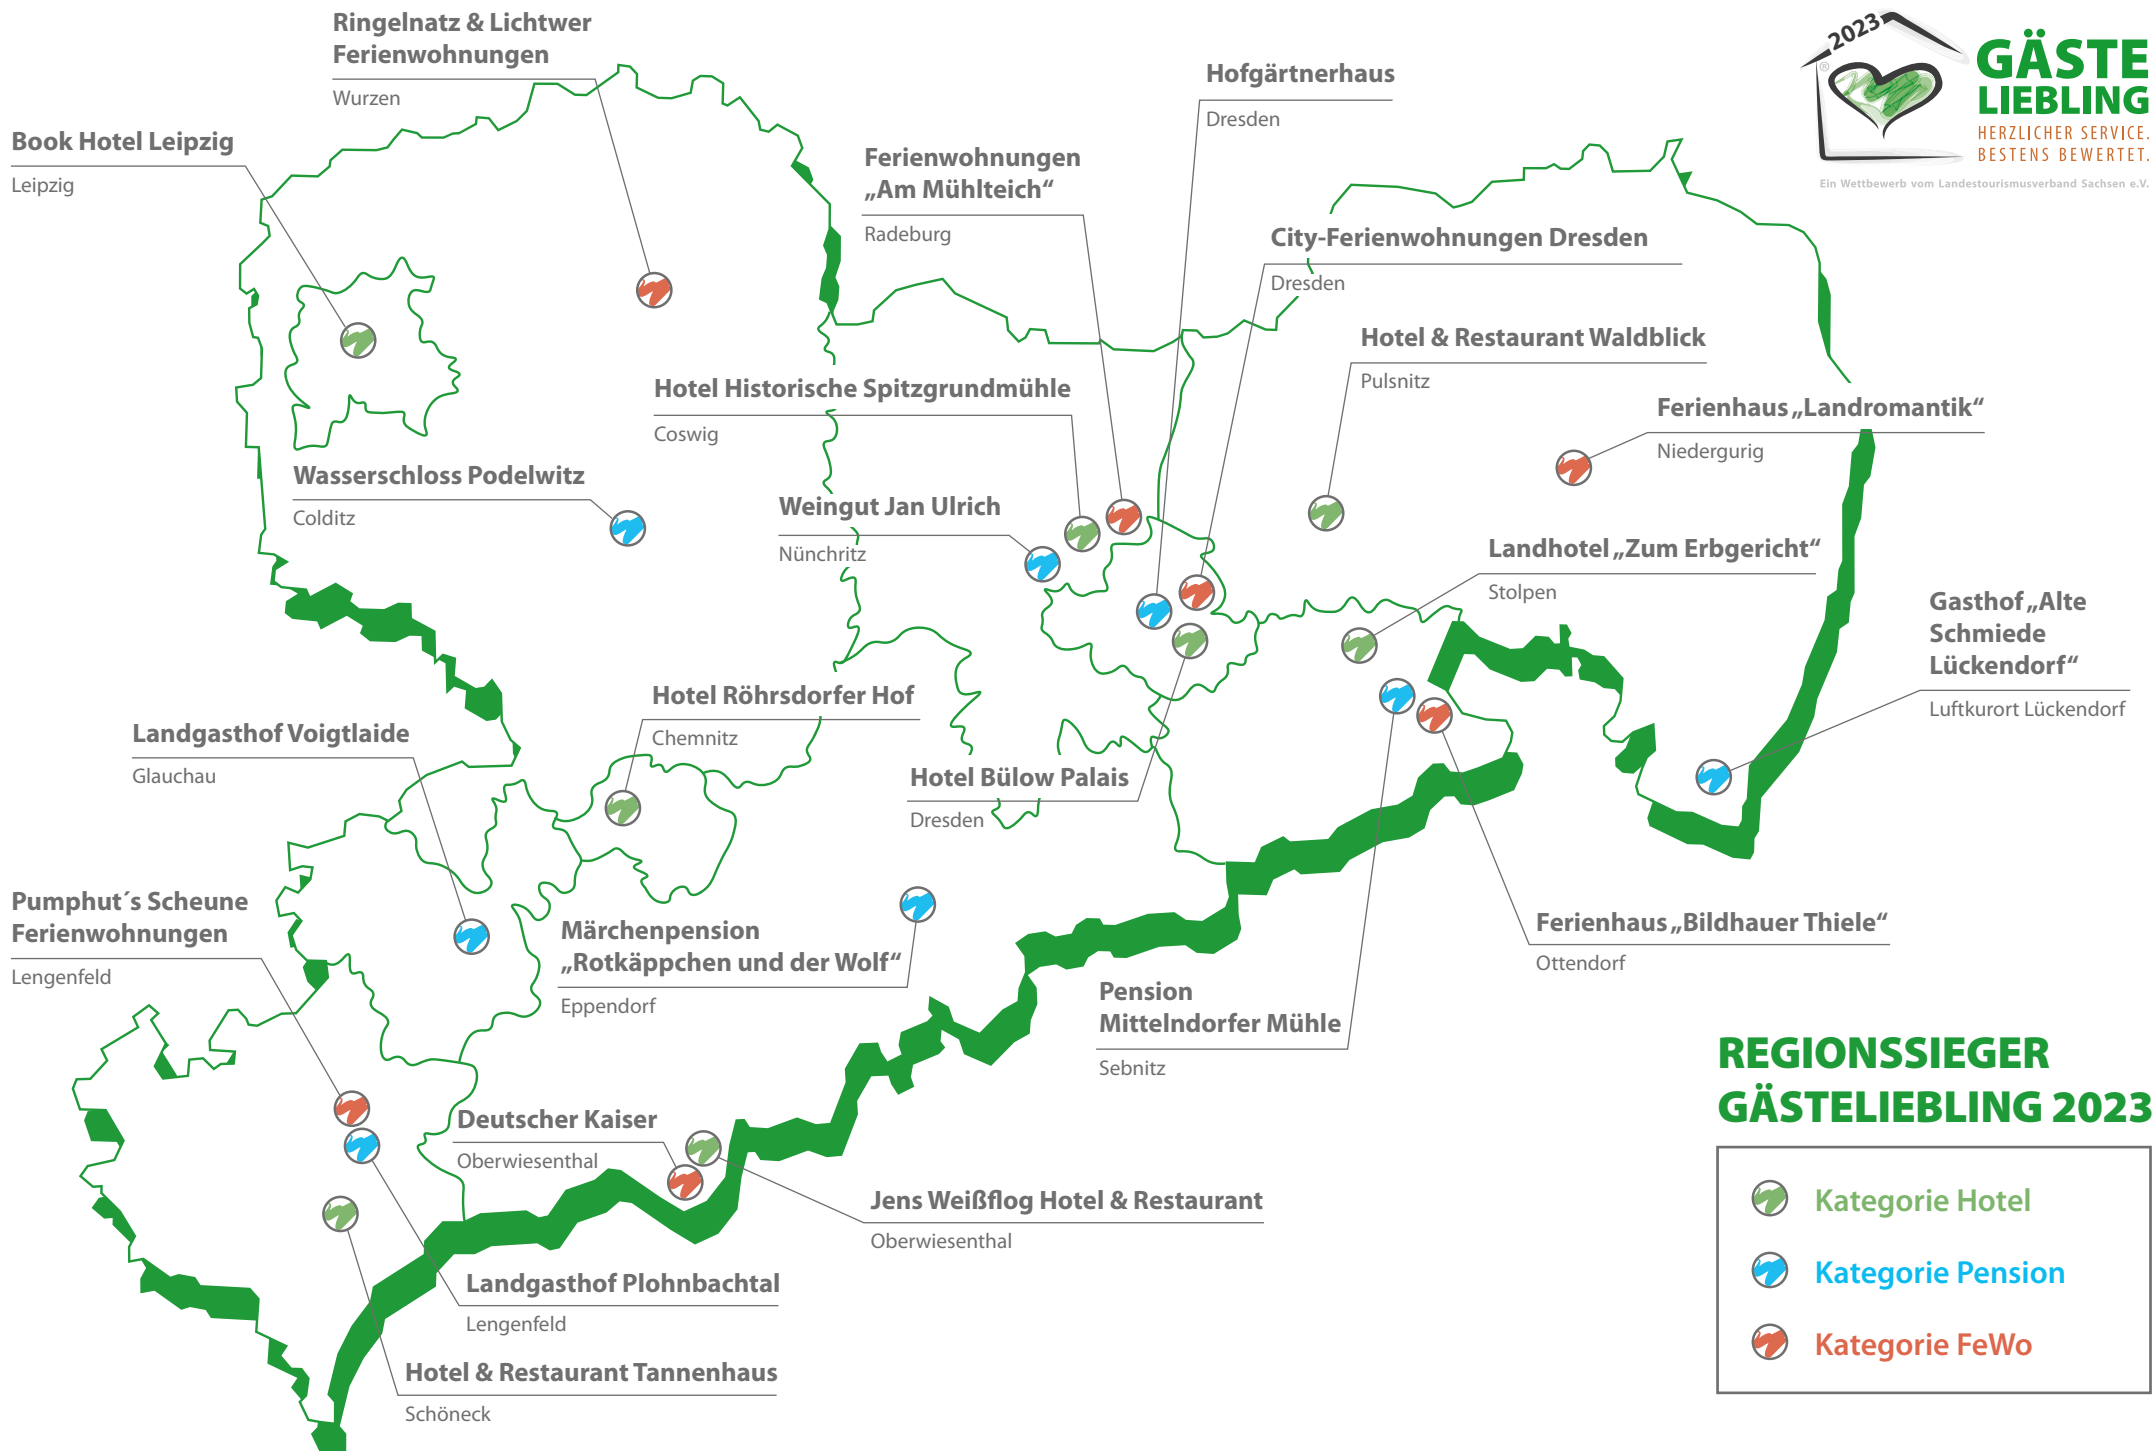 Ringelnatz & Lichtwer
Ferienwohnungen
Wurzen
2023
®
GÄSTE
LIEBLING
HERZLICHER SERVICE.
BESTENS BEWERTET.
Ein Wettbewerb vom Landestourismusverband Sachsen e.V.
Hofgärtnerhaus
Dresden
Book Hotel Leipzig
Leipzig
Ferienwohnungen
„Am Mühlteich“
Radeburg
City-Ferienwohnungen Dresden
Dresden
Hotel & Restaurant Waldblick
Pulsnitz
Hotel Historische Spitzgrundmühle
Coswig
Ferienhaus „Landromantik“
Niedergurig
Wasserschloss Podelwitz
Colditz
Weingut Jan Ulrich
Nünchritz
Landhotel „Zum Erbgericht“
Stolpen
Gasthof „Alte
Schmiede
Lückendorf“
Luftkurort Lückendorf
Hotel Röhrsdorfer Hof
Chemnitz
Landgasthof Voigtlaide
Glauchau
Hotel Bülow Palais
Dresden
Pumphut´s Scheune
Ferienwohnungen
Lengenfeld
Märchenpension
„Rotkäppchen und der Wolf“
Eppendorf
Ferienhaus „Bildhauer Thiele“
Ottendorf
Pension
Mittelndorfer Mühle
Sebnitz
Deutscher Kaiser
Oberwiesenthal
Jens Weißflog Hotel & Restaurant
Oberwiesenthal
Landgasthof Plohnbachtal
Lengenfeld
Hotel & Restaurant Tannenhaus
Schöneck
REGIONSSIEGER
GÄSTELIEBLING 2023
Kategorie Hotel
Kategorie Pension
Kategorie FeWo